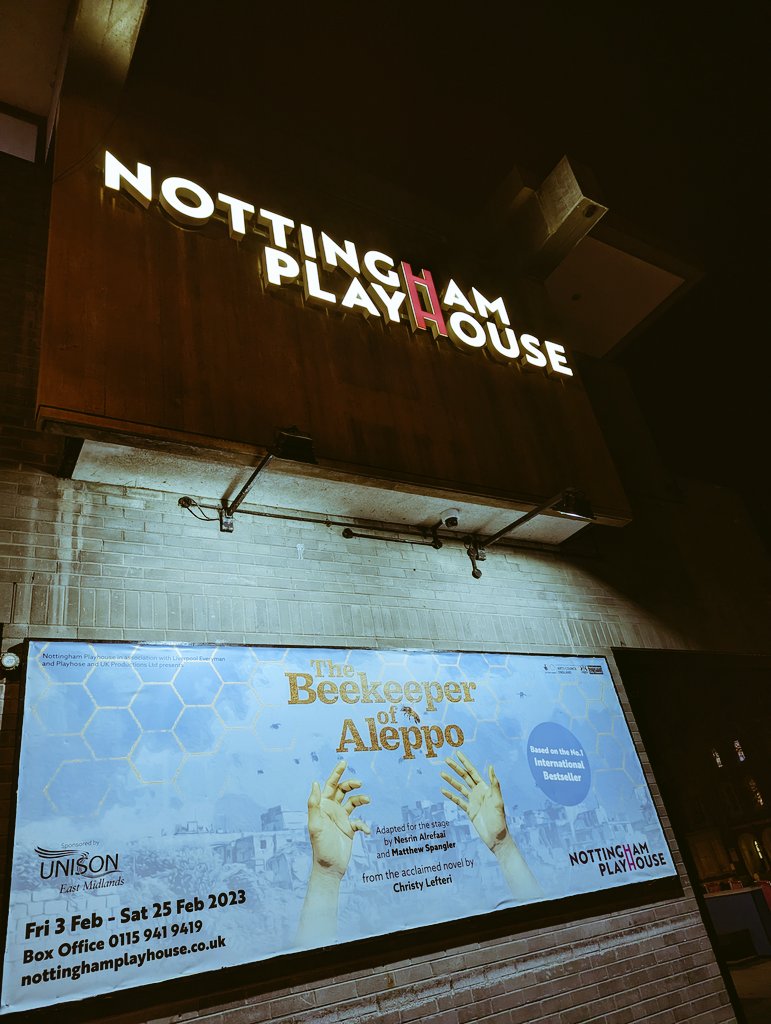 NOTTINGHAM
PLAYHOUSE
Nottingham Playhouse in association with Liverpool Everyman
and Playhose and UK Productions Ltd presents
The
Beekeeper
of
Aleppo
Based on the No.1
International
Bestseller
Adapted for the stage
by Nesrin Alrefaai
and Matthew Spangler
from the acclaimed novel by
Christy Lefteri
Sponsored by
UNISON
East Midlands
NOTTINGHAM
PLAYHOUSE
Fri 3 Feb - Sat 25 Feb 2023
Box Office 0115 941 9419
nottinghamplayhouse.co.uk